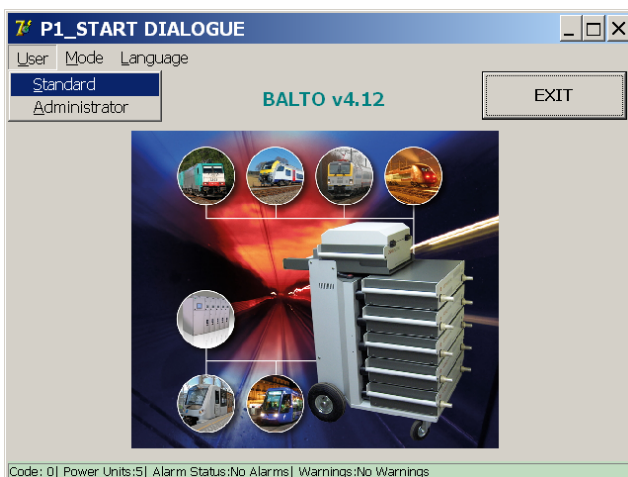 P1_START DIALOGUE
User Mode Language
Standard
Administrator
BALTO v4.12
EXIT
Code: 0| Power Units:5| Alarm Status:No Alarms| Warnings:No Warnings